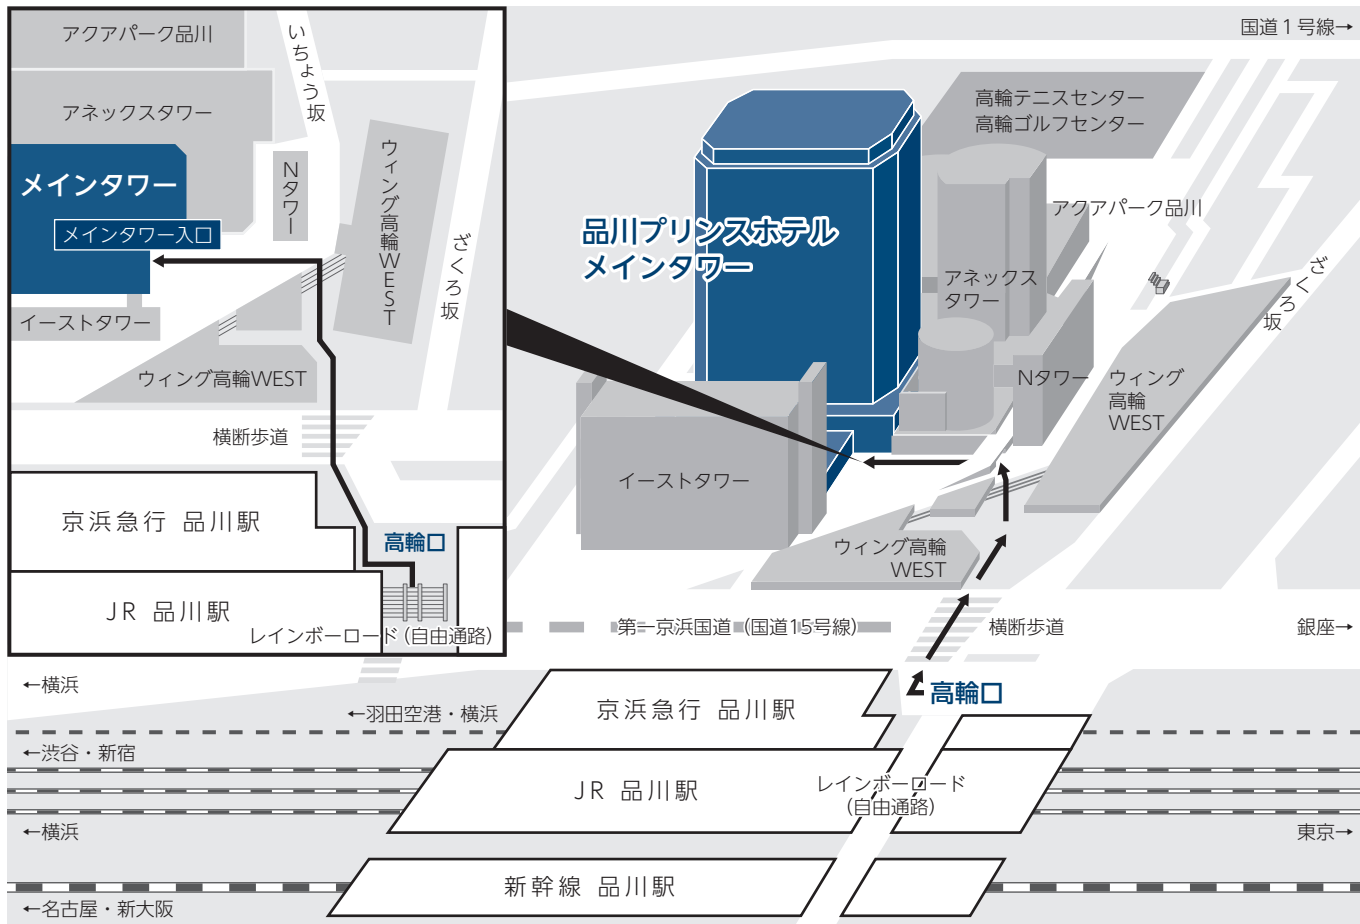 アクアパーク品川
いちょう坂
アネックスタワー
メインタワー
Nタワー
ウィング高輪WEST
メインタワー入口
ざくろ坂
イーストタワー
ウィング高輪WEST
横断歩道
京浜急行 品川駅
高輪口
JR 品川駅
レインボーロード(自由通路)
国道1号線→
高輪テニスセンター
高輪ゴルフセンター
アクアパーク品川
品川プリンスホテル
メインタワー
アネックス
タワー
ざくろ坂
Nタワー
ウィング
高輪
WEST
イーストタワー
ウィング高輪
WEST
第一京浜国道(国道15号線)
横断歩道
銀座→
←横浜
高輪口
←羽田空港・横浜
京浜急行 品川駅
←渋谷・新宿
JR 品川駅
レインボーロード
(自由通路)
←横浜
東京→
新幹線 品川駅
←名古屋・新大阪